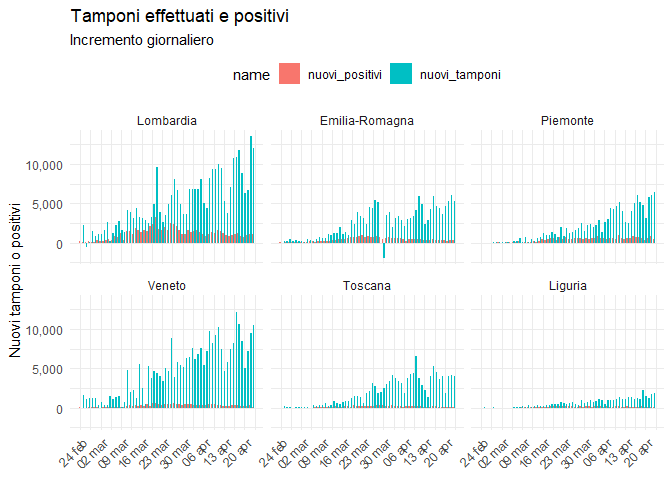 Tamponi effettuati e positivi
Incremento giornaliero
name nuovi_positivi nuovi_tamponi
Lombardia Emilia-Romagna Piemonte
10,000
5,000
0
Nuovi tamponi o positivi
Veneto Toscana Liguria
10,000
5,000
0
24 feb 02 mar 09 mar 16 mar 23 mar 30 mar 06 apr 13 apr 20 apr 24 feb 02 mar 09 mar 16 mar 23 mar 30 mar 06 apr 13 apr 20 apr 24 feb 02 mar 09 mar 16 mar 23 mar 30 mar 06 apr 13 apr 20 apr